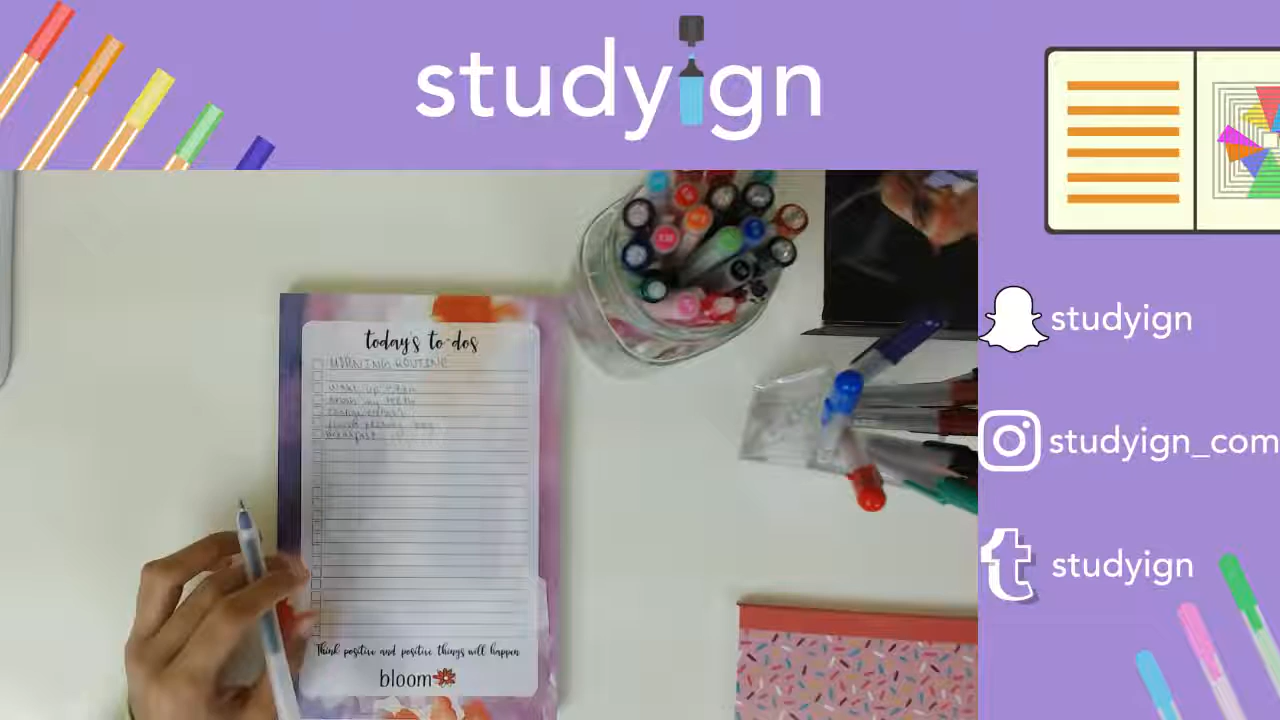 studyign
today's to-dos
MORNING ROUTINE
wake up
brush my teeth
breakfast
Think positive and positive things will happen
bloom
studyign
studyign_com
studyign